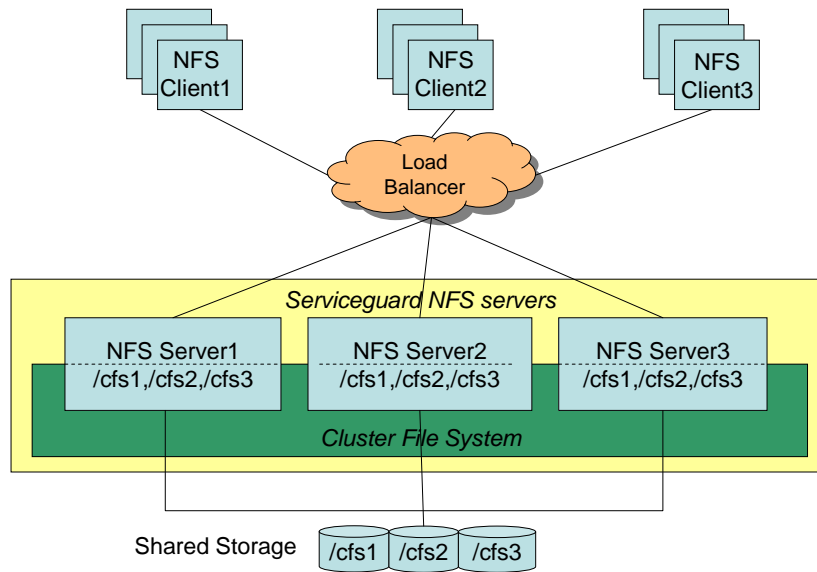 NFS
Client1
NFS
Client2
NFS
Client3
Load
Balancer
Serviceguard NFS servers
NFS Server1
/cfs1,/cfs2,/cfs3
NFS Server2
/cfs1,/cfs2,/cfs3
NFS Server3
/cfs1,/cfs2,/cfs3
Cluster File System
Shared Storage
/cfs1
/cfs2
/cfs3